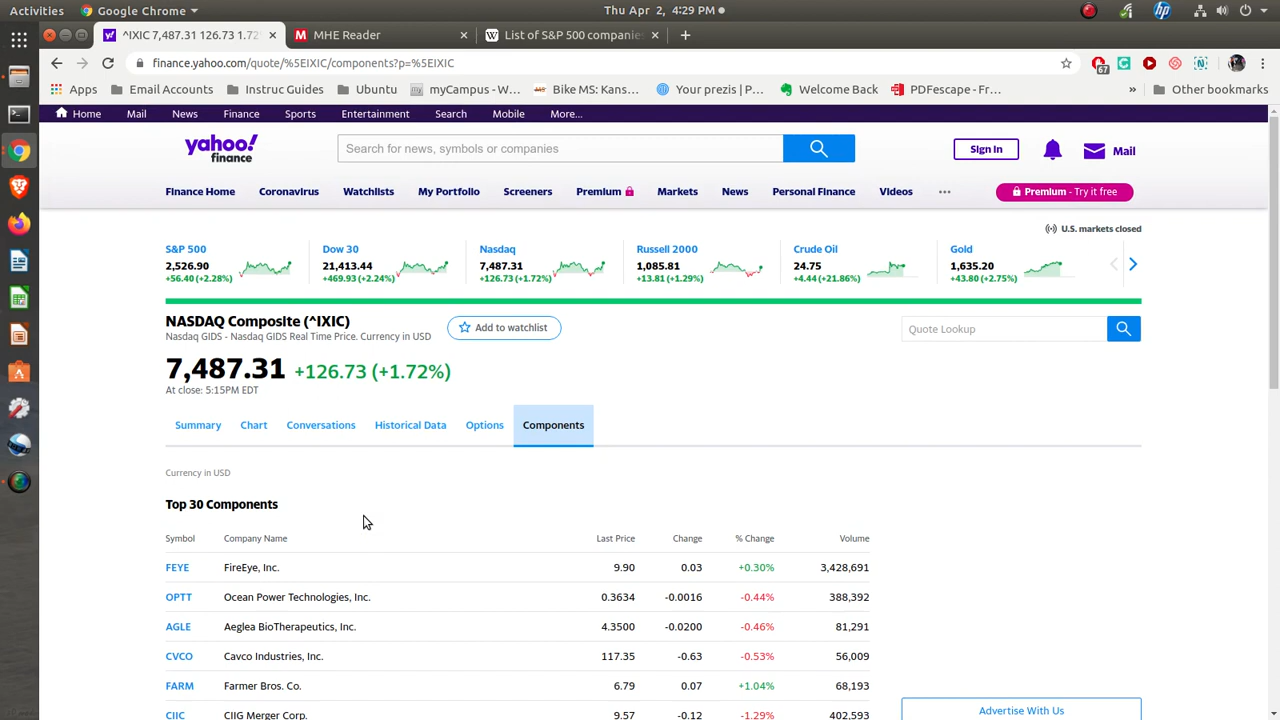 Activities
Google Chrome
Thu Apr 2, 4:29 PM
^IXIC 7,487.31 126.73 1.72
MHE Reader
List of S&P 500 companie
finance.yahoo.com/quote/%5EIXIC/components?p=%5EIXIC
67
Apps
Email Accounts
Instruc Guides
Ubuntu
myCampus - W...
Bike MS: Kans...
Your prezis | P...
Welcome Back
PDFescape - Fr...
»
Other bookmarks
Home
Mail
News
Finance
Sports
Entertainment
Search
Mobile
More...
yahoo!
finance
Search for news, symbols or companies
Sign In
Mail
Finance Home
Coronavirus
Watchlists
My Portfolio
Screeners
Premium
Markets
News
Personal Finance
Videos
Premium - Try it free
U.S. markets closed
S&P 500
2,526.90
+56.40 (+2.28%)
Dow 30
21,413.44
+469.93 (+2.24%)
Nasdaq
7,487.31
+126.73 (+1.72%)
Russell 2000
1,085.81
+13.81 (+1.29%)
Crude Oil
24.75
+4.44 (+21.86%)
Gold
1,635.20
+43.80 (+2.75%)
NASDAQ Composite (^IXIC)
Add to watchlist
Nasdaq GIDS - Nasdaq GIDS Real Time Price. Currency in USD
Quote Lookup
7,487.31 +126.73 (+1.72%)
At close: 5:15PM EDT
Summary
Chart
Conversations
Historical Data
Options
Components
Currency in USD
Top 30 Components
Symbol Company Name Last Price Change % Change Volume
FEYE FireEye, Inc. 9.90 0.03 +0.30% 3,428,691
OPTT Ocean Power Technologies, Inc. 0.3634 -0.0016 -0.44% 388,392
AGLE Aeglea BioTherapeutics, Inc. 4.3500 -0.0200 -0.46% 81,291
CVCO Cavco Industries, Inc. 117.35 -0.63 -0.53% 56,009
FARM Farmer Bros. Co. 6.79 0.07 +1.04% 68,193
CIIC CIIG Merger Corp. 9.57 -0.12 -1.29% 402,593
Advertise With Us